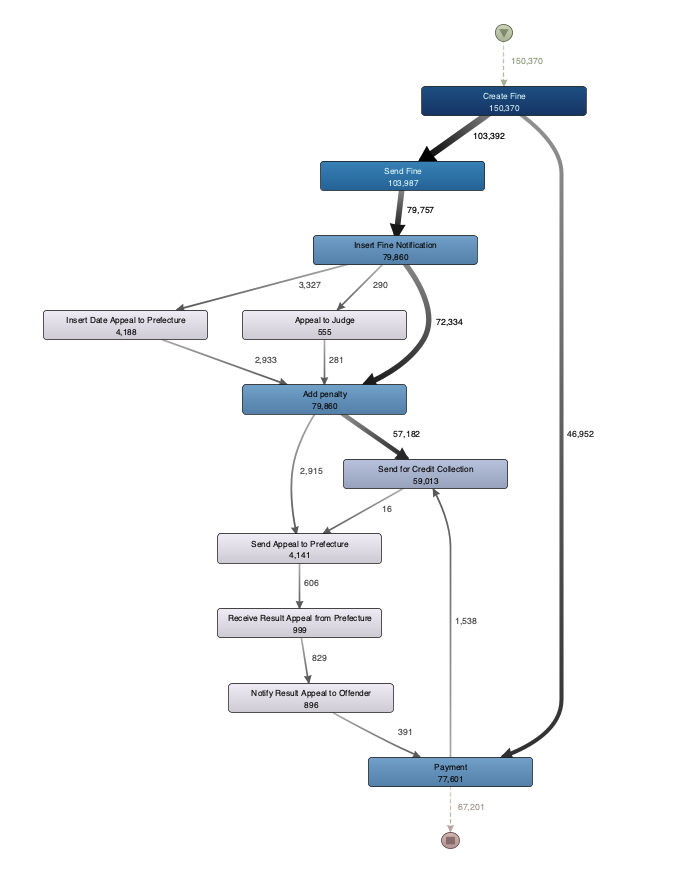 150,370
Create Fine
150,370
103,392
Send Fine
103,987
79,757
Insert Fine Notification
79,860
3,327
290
Insert Date Appeal to Prefecture
4,188
Appeal to Judge
555
72,334
2,933
281
Add penalty
79,860
57,182
46,952
Send for Credit Collection
59,013
2,915
16
Send Appeal to Prefecture
4,141
606
Receive Result Appeal from Prefecture
999
1,538
829
Notify Result Appeal to Offender
896
391
Payment
77,601
67,201